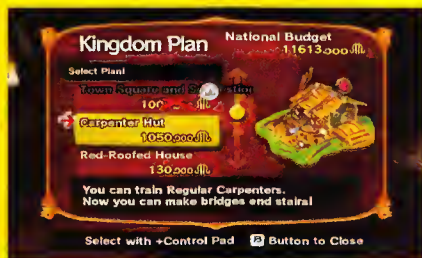 Kingdom Plan
National Budget
11613,000
Select Plan!
Town Square and
Carpenter Hut
1050,000
Red-Roofed House
130,000
You can train Regular Carpenters.
Now you can make bridges end stairs!
Select with +Control Pad B Button to Close